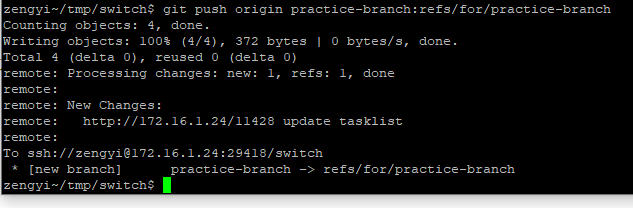 zengyi~/tmp/switch$ git push origin practice-branch:refs/for/practice-branch
Counting objects: 4, done.
Writing objects: 100% (4/4), 372 bytes | 0 bytes/s, done.
Total 4 (delta 0), reused 0 (delta 0)
remote: Processing changes: new: 1, refs: 1, done
remote:
remote: New Changes:
remote:   http://172.16.1.24/11428 update tasklist
remote:
To ssh://zengyi@172.16.1.24:29418/switch
 * [new branch]      practice-branch -> refs/for/practice-branch
zengyi~/tmp/switch$